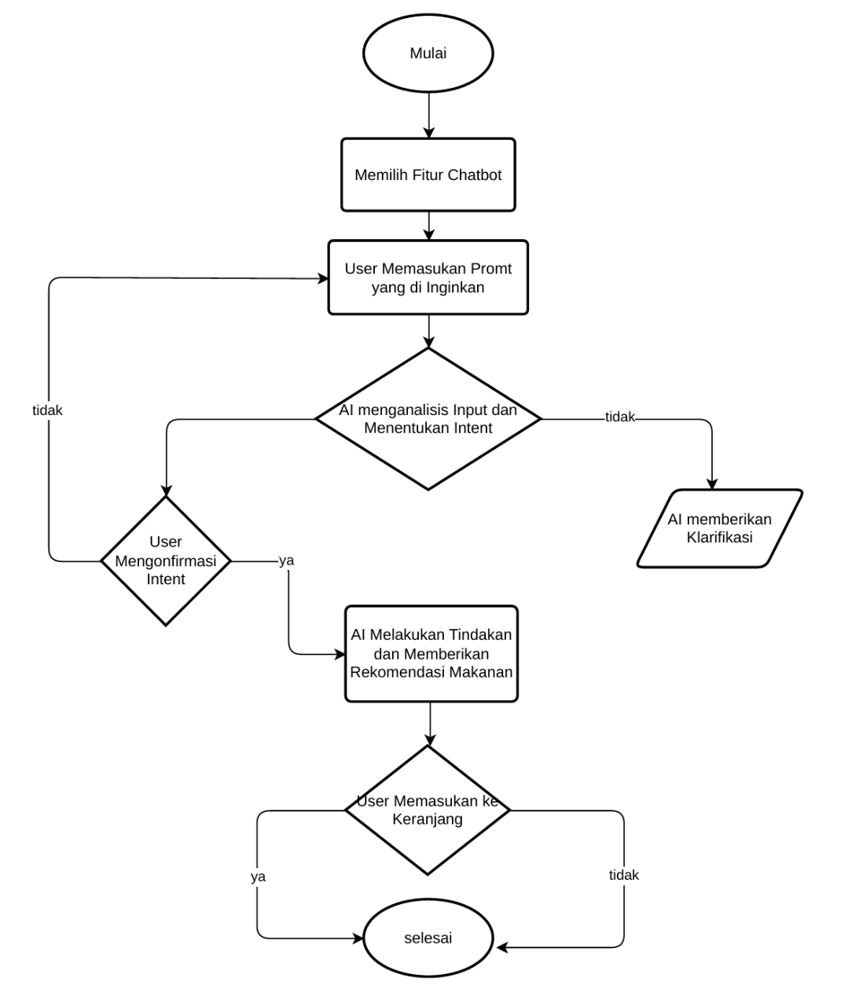 Mulai
Memilih Fitur Chatbot
User Memasukan Promt
yang di Inginkan
tidak
AI menganalisis Input dan
Menentukan Intent
tidak
AI memberikan
Klarifikasi
User
Mengonfirmasi
Intent
ya
AI Melakukan Tindakan
dan Memberikan
Rekomendasi Makanan
User Memasukan ke
Keranjang
ya
tidak
selesai